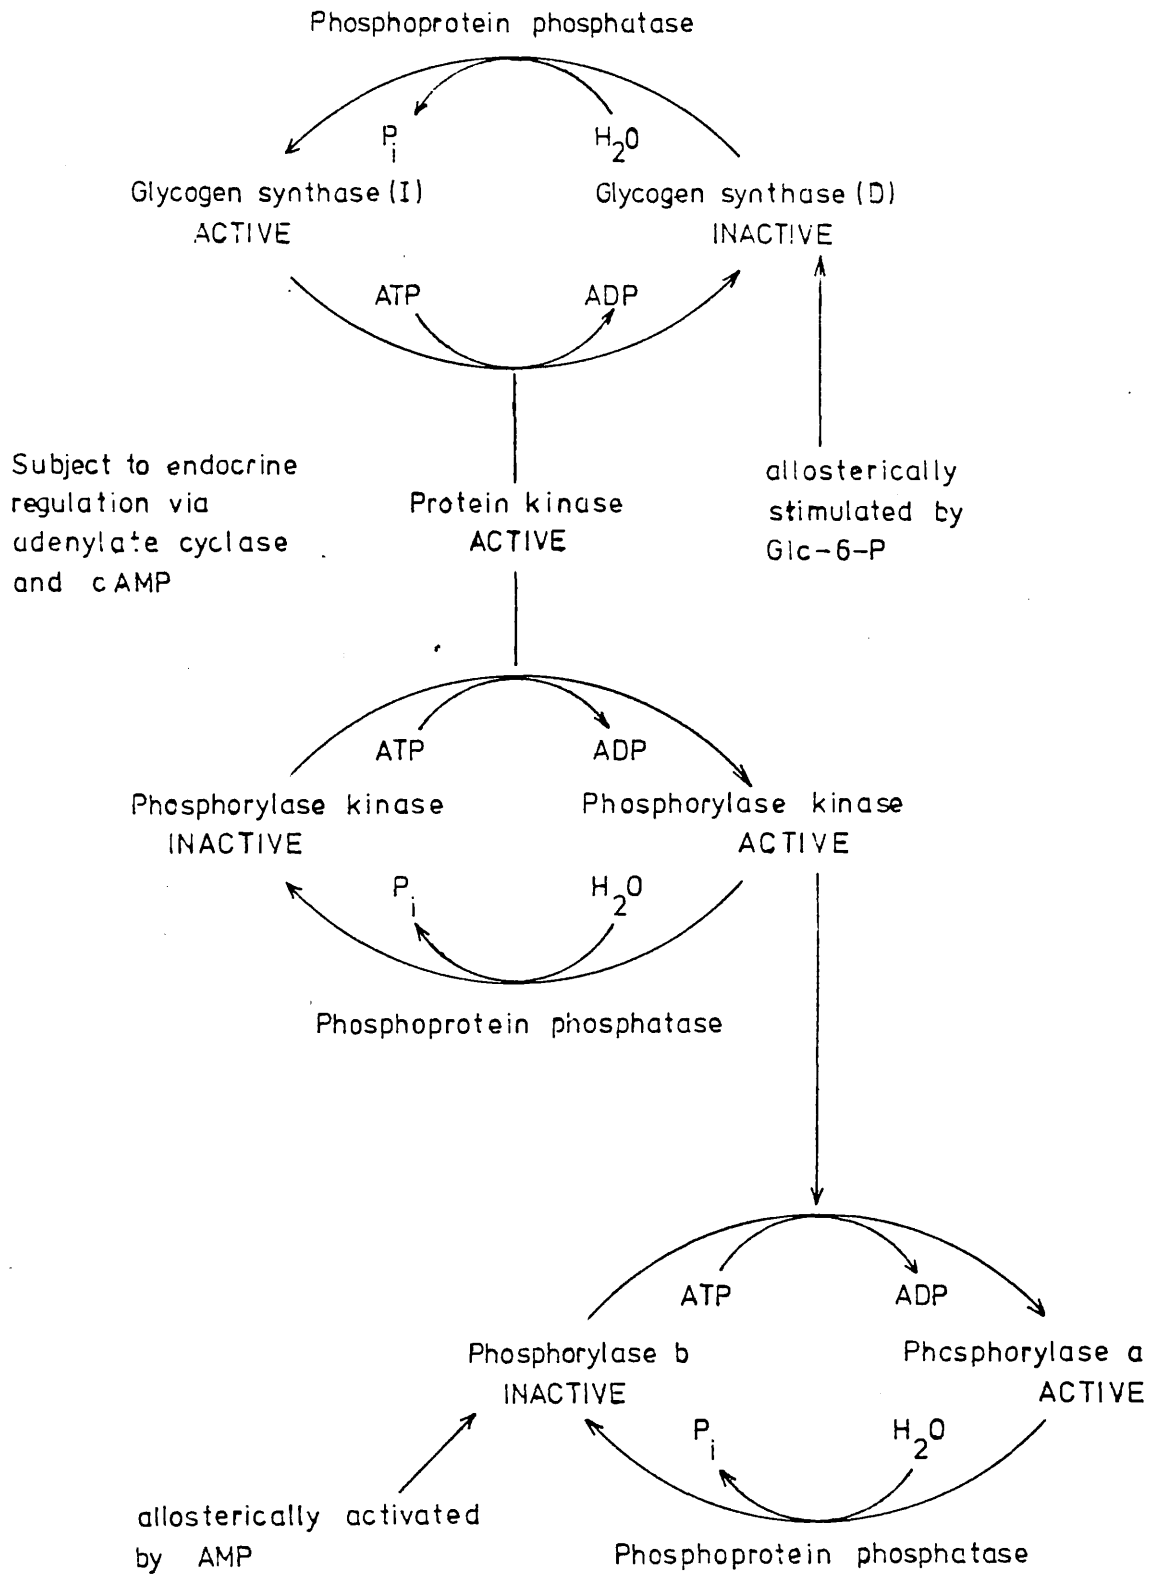 Phosphoprotein phosphatase
Pi
H2O
Glycogen synthase (I)
ACTIVE
Glycogen synthase (D)
INACTIVE
ATP
ADP
Subject to endocrine
regulation via
adenylate cyclase
and cAMP
Protein kinase
ACTIVE
allosterically
stimulated by
Glc-6-P
ATP
ADP
Phosphorylase kinase
INACTIVE
Phosphorylase kinase
ACTIVE
Pi
H2O
Phosphoprotein phosphatase
ATP
ADP
Phosphorylase b
INACTIVE
Phosphorylase a
ACTIVE
Pi
H2O
allosterically activated
by AMP
Phosphoprotein phosphatase